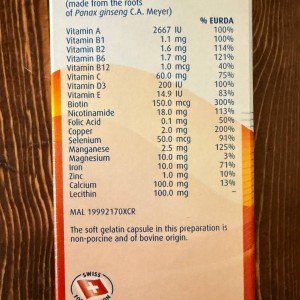 (made from the roots
of Panax ginseng C.A. Meyer)
% EURDA
Vitamin A 2667 IU 100%
Vitamin B1 1.1 mg 100%
Vitamin B2 1.6 mg 114%
Vitamin B6 1.7 mg 121%
Vitamin B12 1.0 mcg 40%
Vitamin C 60.0 mg 75%
Vitamin D3 200 IU 100%
Vitamin E 14.9 IU 83%
Biotin 150.0 mcg 300%
Nicotinamide 18.0 mg 113%
Folic Acid 0.1 mg 50%
Copper 2.0 mg 200%
Selenium 50.0 mcg 91%
Manganese 2.5 mg 125%
Magnesium 10.0 mg 3%
Iron 10.0 mg 71%
Zinc 1.0 mg 10%
Calcium 100.0 mg 13%
Lecithin 100.0 mg –
MAL 19992170XCR
The soft gelatin capsule in this preparation is
non-porcine and of bovine origin.
SWISS